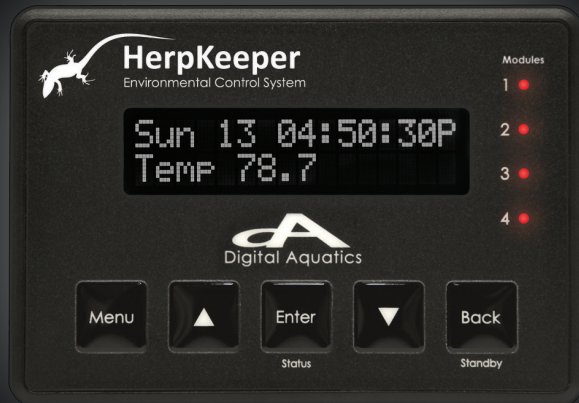 HerpKeeper
Environmental Control System
Modules
1
2
3
4
Sun 13 04:50:30P
Temp 78.7
dA
Digital Aquatics
Menu
▲
Enter
▼
Back
Status
Standby